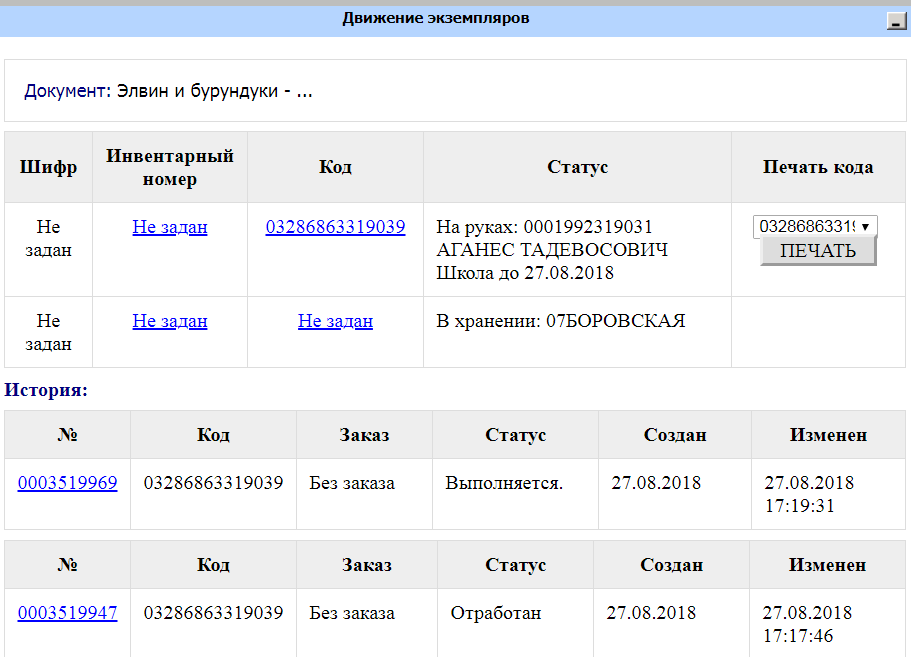 Движение экземпляров
Документ: Элвин и бурундуки - ...
Шифр Инвентарный номер Код Статус Печать кода
Не задан Не задан 03286863319039 На руках: 0001992319031 АГАНЕС ТАДЕВОСОВИЧ Школа до 27.08.2018 0328686331 ПЕЧАТЬ
Не задан Не задан Не задан В хранении: 07БОРОВСКАЯ
История:
№ Код Заказ Статус Создан Изменен
0003519969 03286863319039 Без заказа Выполняется. 27.08.2018 27.08.2018 17:19:31
№ Код Заказ Статус Создан Изменен
0003519947 03286863319039 Без заказа Отработан 27.08.2018 27.08.2018 17:17:46